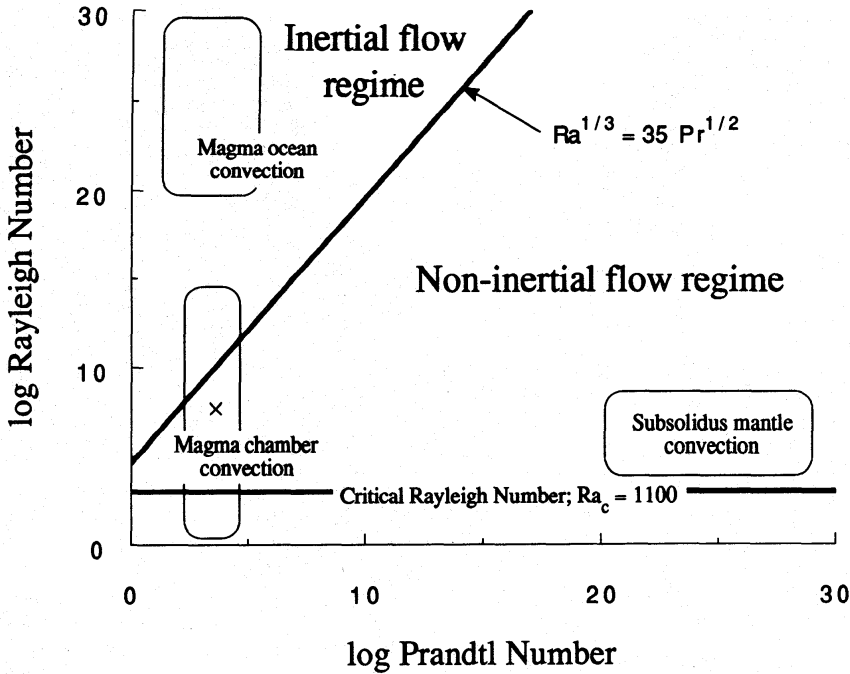 30
Inertial flow
regime
Ra^1/3 = 35 Pr^1/2
Magma ocean
convection
20
log Rayleigh Number
Non-inertial flow regime
10
Magma chamber
convection
Subsolidus mantle
convection
Critical Rayleigh Number; Ra_c = 1100
0
0 10 20 30
log Prandtl Number